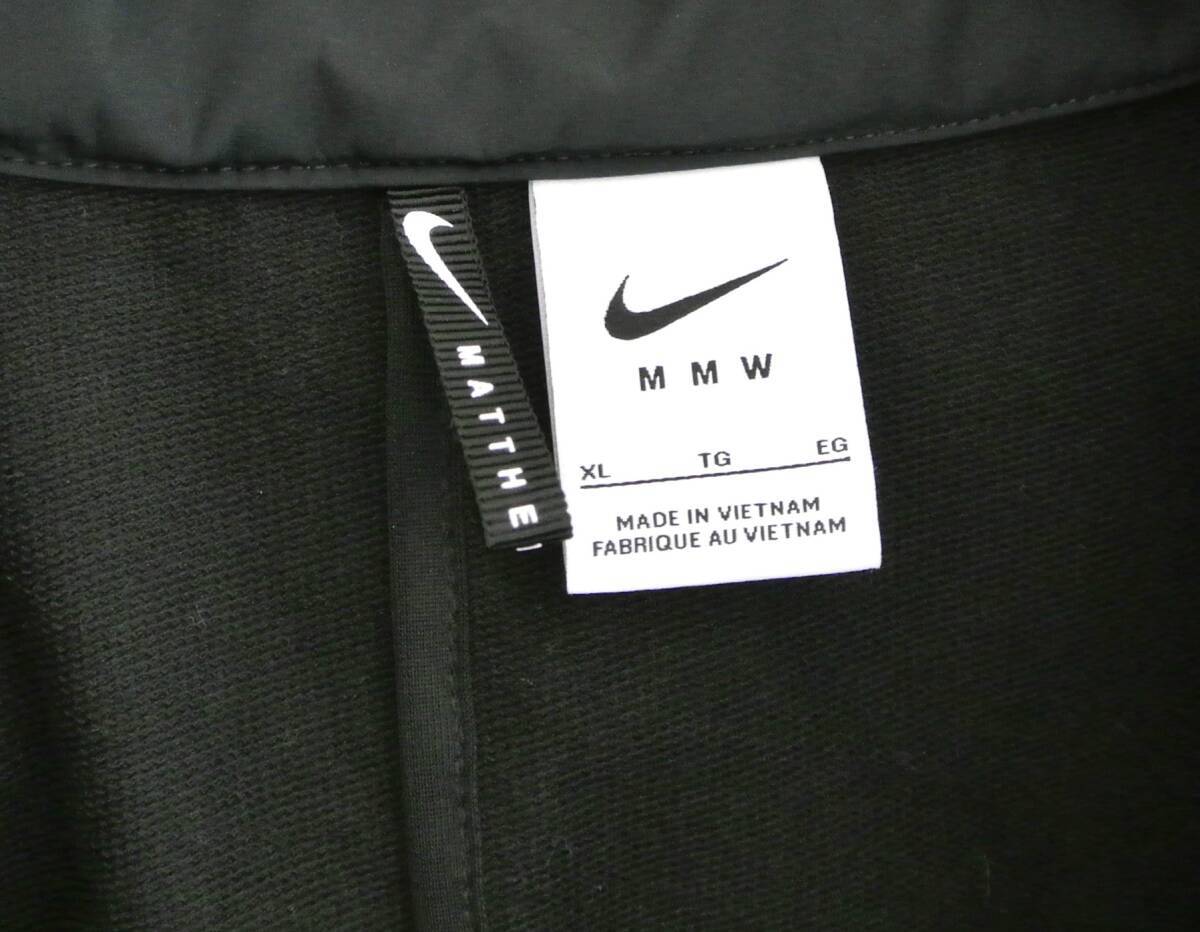 MATTHE
M M W
XL TG EG
MADE IN VIETNAM
FABRIQUE AU VIETNAM